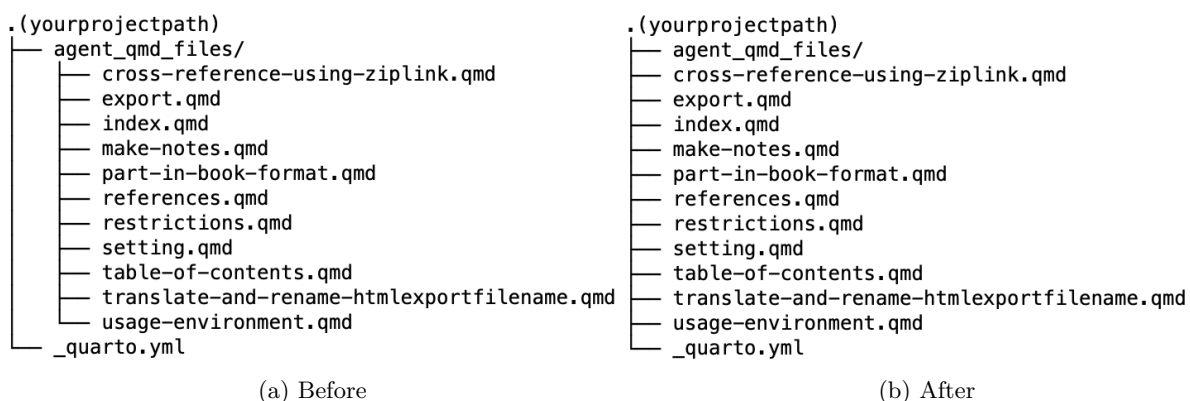 .(yourprojectpath)
├── agent_qmd_files/
│   ├── cross-reference-using-ziplink.qmd
│   ├── export.qmd
│   ├── index.qmd
│   ├── make-notes.qmd
│   ├── part-in-book-format.qmd
│   ├── references.qmd
│   ├── restrictions.qmd
│   ├── setting.qmd
│   ├── table-of-contents.qmd
│   ├── translate-and-rename-htmlexportfilename.qmd
│   └── usage-environment.qmd
└── _quarto.yml
(a) Before
.(yourprojectpath)
├── agent_qmd_files/
├── cross-reference-using-ziplink.qmd
├── export.qmd
├── index.qmd
├── make-notes.qmd
├── part-in-book-format.qmd
├── references.qmd
├── restrictions.qmd
├── setting.qmd
├── table-of-contents.qmd
├── translate-and-rename-htmlexportfilename.qmd
├── usage-environment.qmd
└── _quarto.yml
(b) After